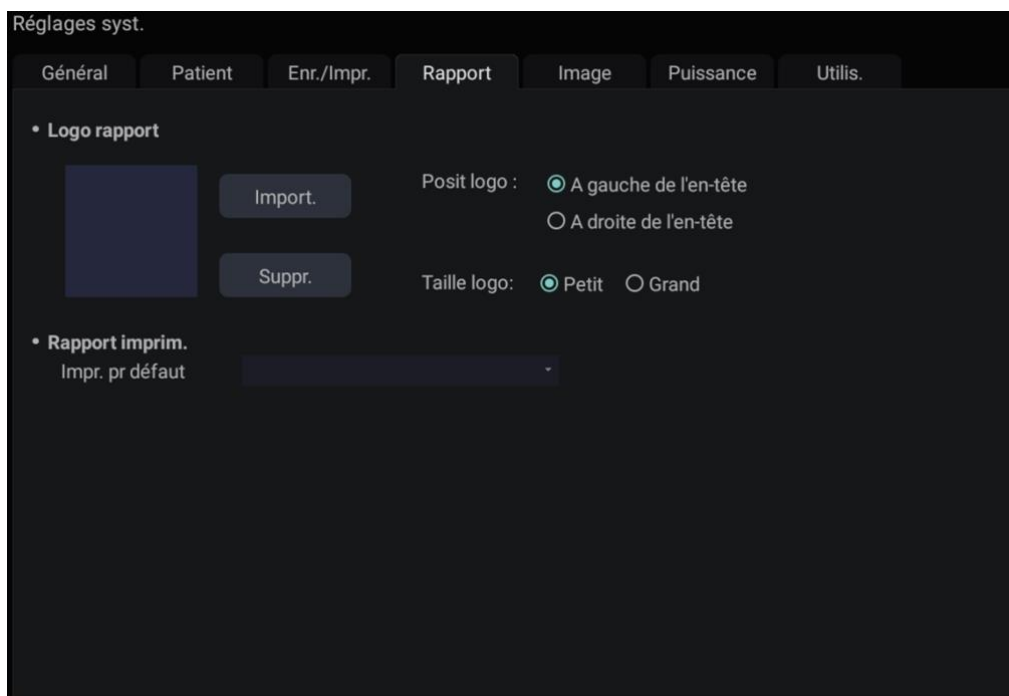 Réglages syst.
Général Patient Enr./Impr. Rapport Image Puissance Utilis.
• Logo rapport
Import.
Suppr.
Posit logo :
A gauche de l'en-tête
A droite de l'en-tête
Taille logo: Petit Grand
• Rapport imprim.
Impr. pr défaut